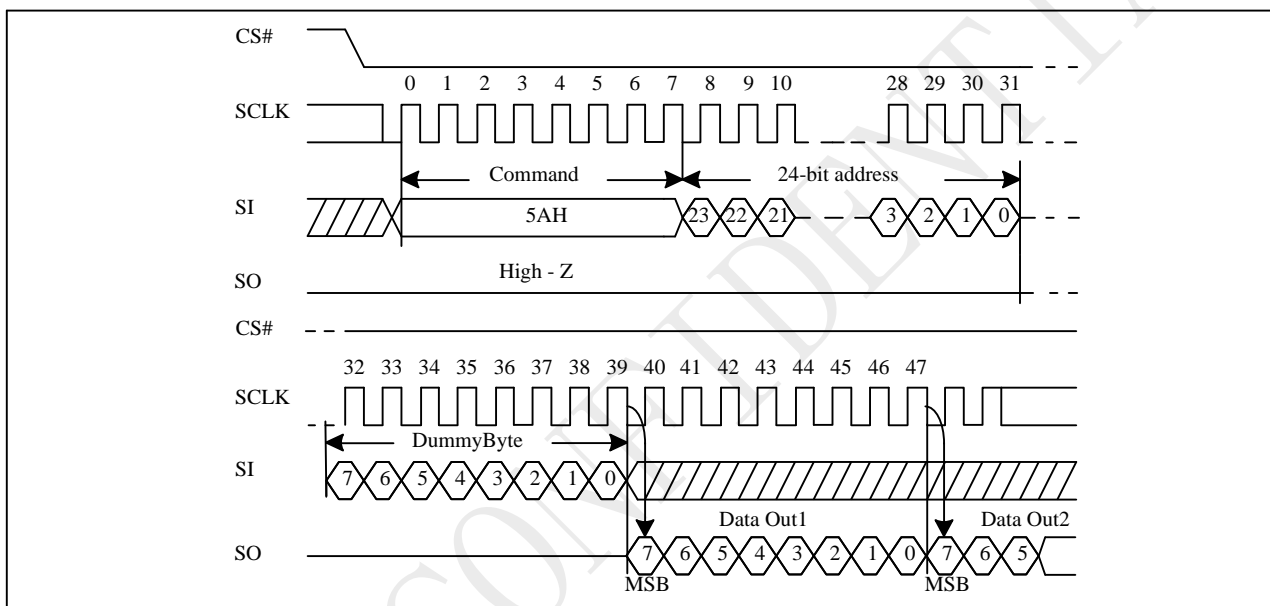 CS#
0 1 2 3 4 5 6 7 8 9 10 28 29 30 31
SCLK
Command 24-bit address
SI 5AH 23 22 21 3 2 1 0
High - Z
SO
CS#
32 33 34 35 36 37 38 39 40 41 42 43 44 45 46 47
SCLK
DummyByte
SI 7 6 5 4 3 2 1 0
Data Out1 Data Out2
SO 7 6 5 4 3 2 1 0 7 6 5
MSB MSB
CONFIDENTIA